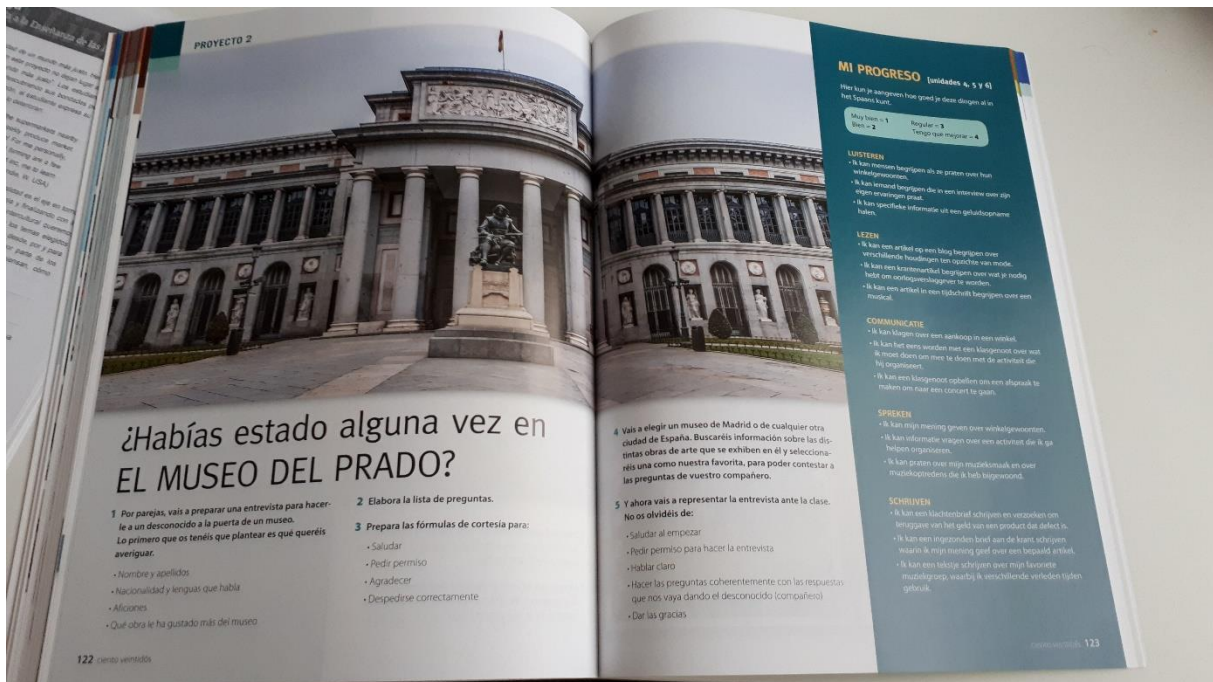 a la Enseñanza de las
PROYECTO 2
¿Habías estado alguna vez en
EL MUSEO DEL PRADO?
1 Por parejas, vais a preparar una entrevista para hacer-
le a un desconocido a la puerta de un museo.
Lo primero que os tenéis que plantear es qué queréis
averiguar.
• Nombre y apellidos
• Nacionalidad y lenguas que habla
• Aficiones
• Qué obra le ha gustado más del museo
2 Elabora la lista de preguntas.
3 Prepara las fórmulas de cortesía para:
• Saludar
• Pedir permiso
• Agradecer
• Despedirse correctamente
122 ciento veintidós
4 Vais a elegir un museo de Madrid o de cualquier otra
ciudad de España. Buscaréis información sobre las dis-
tintas obras de arte que se exhiben en él y selecciona-
réis una como nuestra favorita, para poder contestar a
las preguntas de vuestro compañero.
5 Y ahora vais a representar la entrevista ante la clase.
No os olvidéis de:
• Saludar al empezar
• Pedir permiso para hacer la entrevista
• Hablar claro
• Hacer las preguntas coherentemente con las respuestas
que nos vaya dando el desconocido (compañero)
• Dar las gracias
MI PROGRESO [unidades 4, 5 y 6]
Hier kun je aangeven hoe goed je deze dingen al in
het Spaans kunt.
Muy bien = 1 Regular = 3
Bien = 2 Tengo que mejorar = 4
LUISTEREN
• Ik kan mensen begrijpen als ze praten over hun
winkelgewoonten.
• Ik kan iemand begrijpen die in een interview over zijn
eigen ervaringen praat.
• Ik kan specifieke informatie uit een geluidsopname
halen.
LEZEN
• Ik kan een artikel op een blog begrijpen over
verschillende houdingen ten opzichte van mode.
• Ik kan een krantenartikel begrijpen over wat je nodig
hebt om oorlogsverslaggever te worden.
• Ik kan een artikel in een tijdschrift begrijpen over een
musical.
COMMUNICATIE
• Ik kan klagen over een aankoop in een winkel.
• Ik kan het eens worden met een klasgenoot over wat
ik moet doen om mee te doen met de activiteit die
hij organiseert.
• Ik kan een klasgenoot opbellen om een afspraak te
maken om naar een concert te gaan.
SPREKEN
• Ik kan mijn mening geven over winkelgewoonten.
• Ik kan informatie vragen over een activiteit die ik ga
helpen organiseren.
• Ik kan praten over mijn muzieksmaak en over
muziekoptredens die ik heb bijgewoond.
SCHRIJVEN
• Ik kan een klachtenbrief schrijven en verzoeken om
teruggave van het geld van een product dat defect is.
• Ik kan een ingezonden brief aan de krant schrijven
waarin ik mijn mening geef over een bepaald artikel.
• Ik kan een tekstje schrijven over mijn favoriete
muziekgroep, waarbij ik verschillende verleden tijden
gebruik.
123